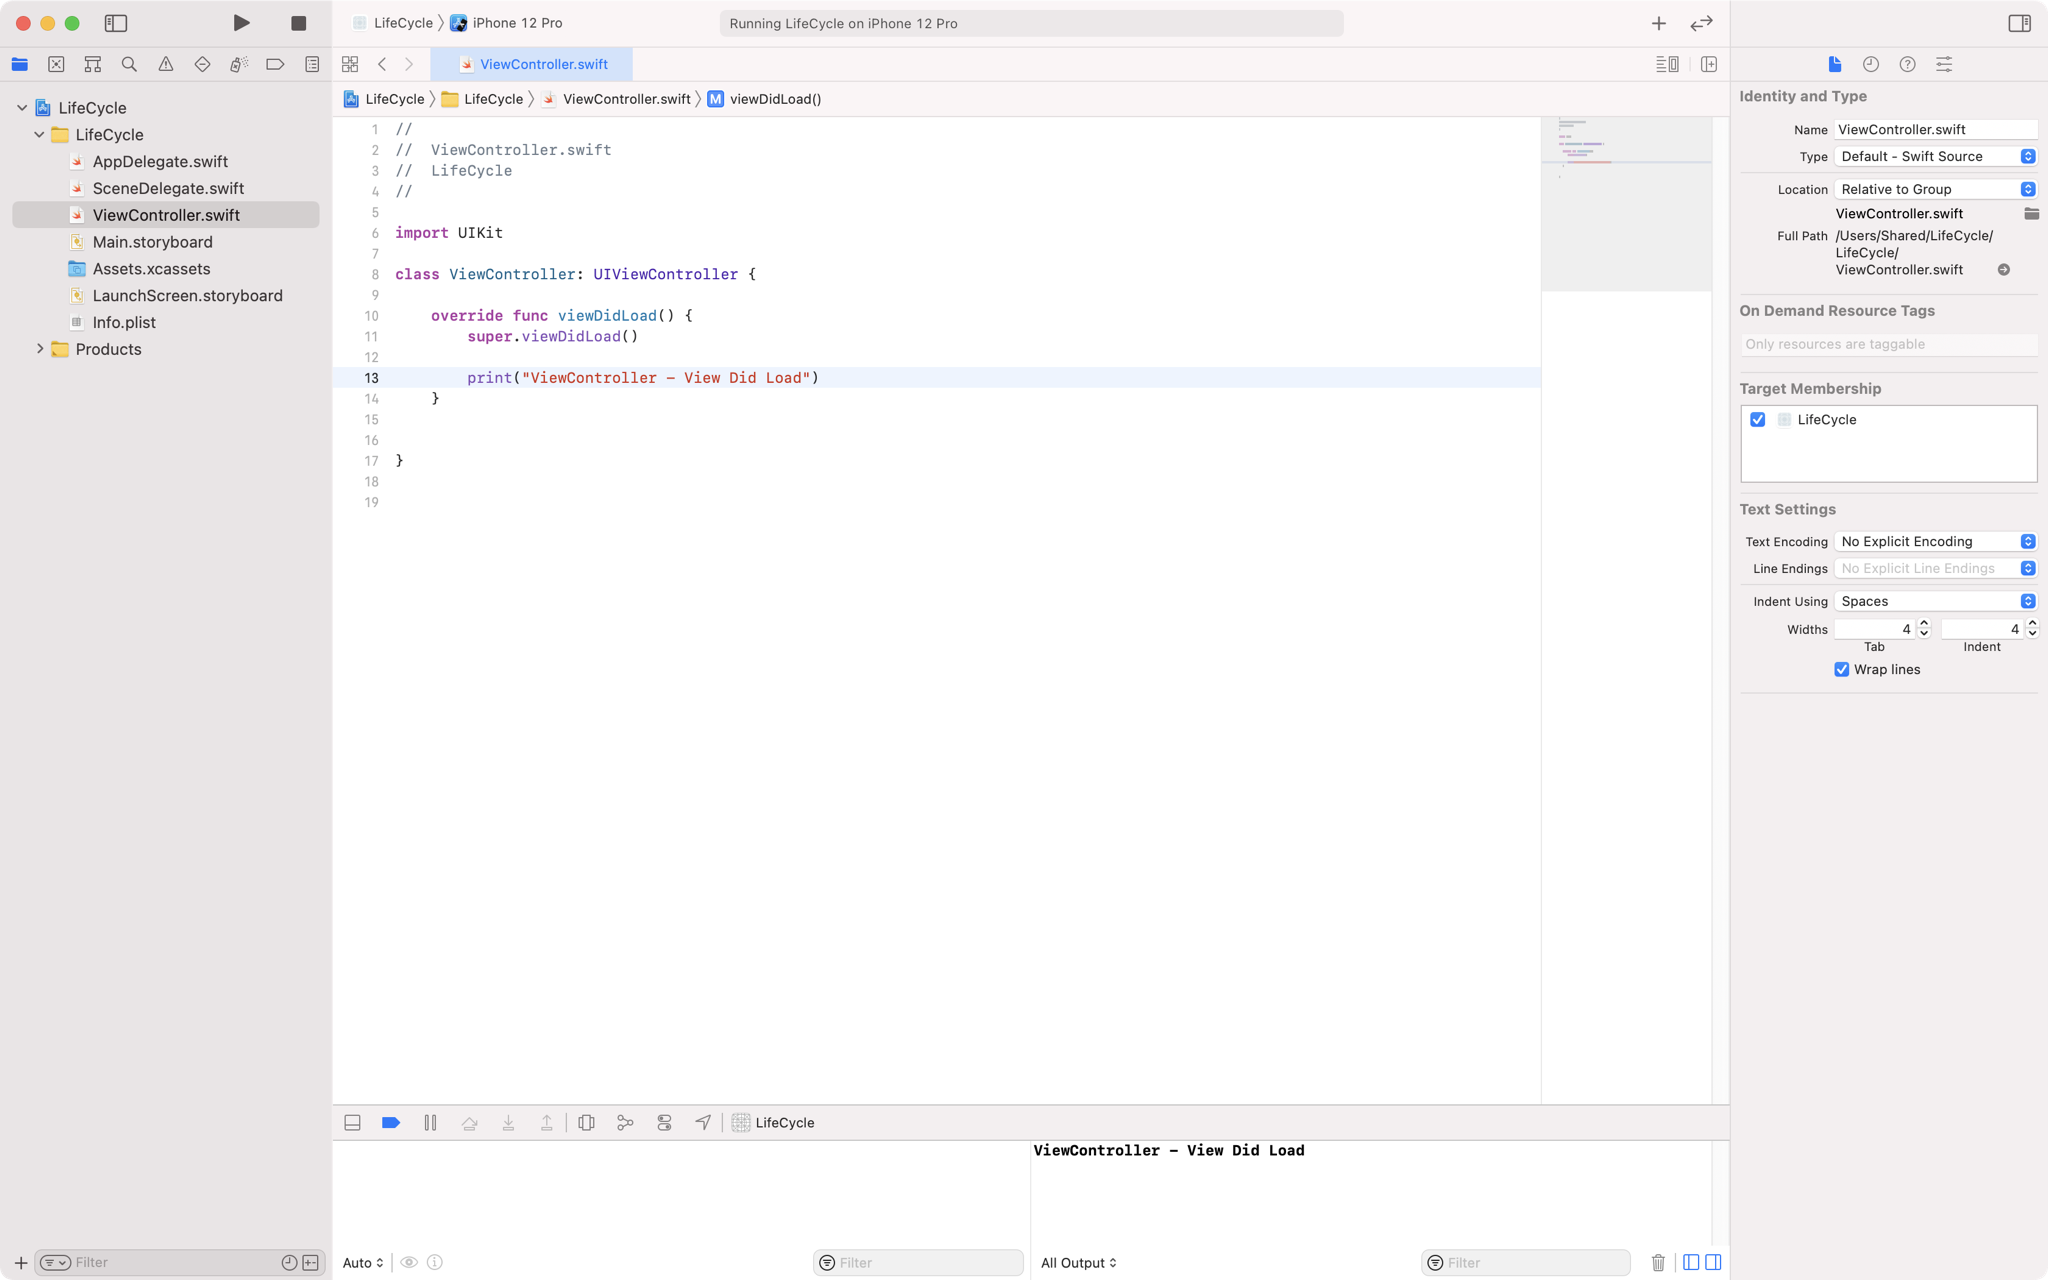 LifeCycle 〉 iPhone 12 Pro
Running LifeCycle on iPhone 12 Pro
ViewController.swift
LifeCycle 〉 LifeCycle 〉 ViewController.swift 〉 M viewDidLoad()
LifeCycle
LifeCycle
AppDelegate.swift
SceneDelegate.swift
ViewController.swift
Main.storyboard
Assets.xcassets
LaunchScreen.storyboard
Info.plist
Products
Filter
1 //
2 //  ViewController.swift
3 //  LifeCycle
4 //
5
6 import UIKit
7
8 class ViewController: UIViewController {
9
10     override func viewDidLoad() {
11         super.viewDidLoad()
12
13         print("ViewController - View Did Load")
14     }
15
16
17 }
18
19
LifeCycle
ViewController - View Did Load
Auto
Filter
All Output
Filter
Identity and Type
Name ViewController.swift
Type Default - Swift Source
Location Relative to Group
ViewController.swift
Full Path /Users/Shared/LifeCycle/
LifeCycle/
ViewController.swift
On Demand Resource Tags
Only resources are taggable
Target Membership
LifeCycle
Text Settings
Text Encoding No Explicit Encoding
Line Endings No Explicit Line Endings
Indent Using Spaces
Widths 4 4
Tab Indent
Wrap lines